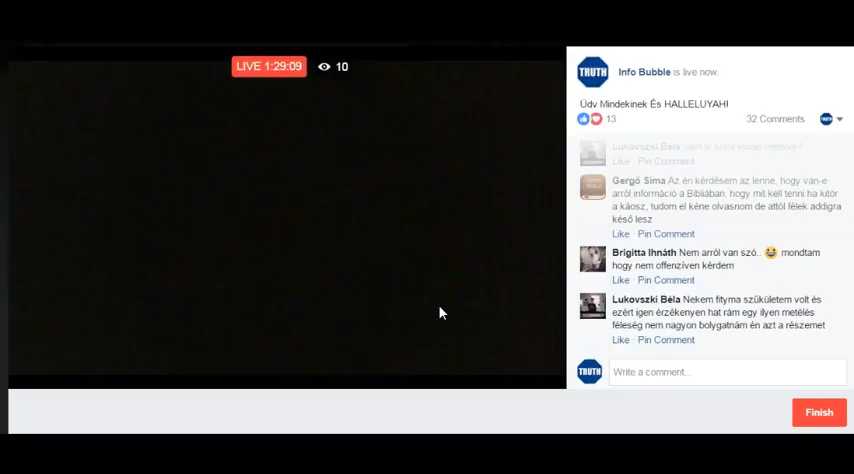 LIVE 1:29:09
10
TRUTH
Info Bubble is live now.
Üdv Mindekinek És HALLELUYAH!
13
32 Comments
TRUTH
Lukovszki Béla
Like · Pin Comment
Gergő Sima Az én kérdésem az lenne, hogy van-e
arról információ a Bibliában, hogy mit kell tenni ha kitör
a káosz, tudom el kéne olvasnom de attól félek addigra
késő lesz
Like · Pin Comment
Brigitta Ihnáth Nem arról van szó.. mondtam
hogy nem offenzíven kérdem
Like · Pin Comment
Lukovszki Béla Nekem fityma szűkületem volt és
ezért igen érzékenyen hat rám egy ilyen metélés
féleség nem nagyon bolygatnám én azt a részemet
Like · Pin Comment
TRUTH
Write a comment...
Finish